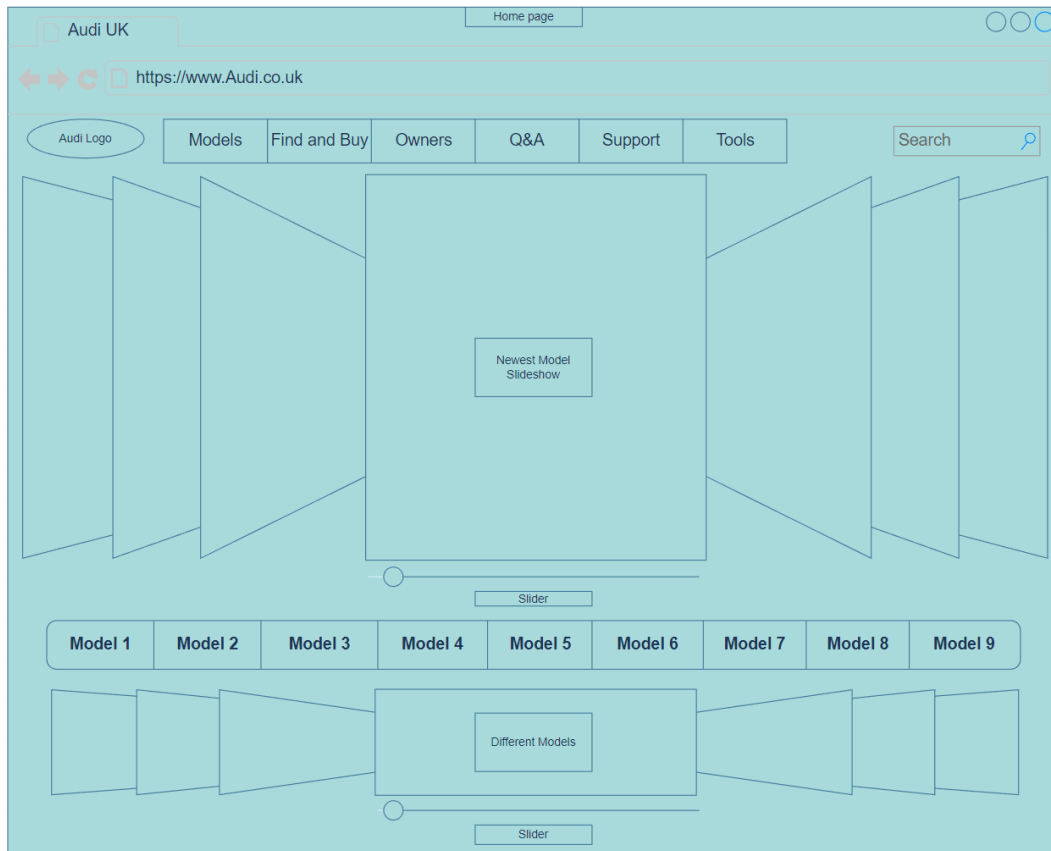 Home page
Audi UK
https://www.Audi.co.uk
Audi Logo
Models
Find and Buy
Owners
Q&A
Support
Tools
Search
Newest Model
Slideshow
Slider
Model 1
Model 2
Model 3
Model 4
Model 5
Model 6
Model 7
Model 8
Model 9
Different Models
Slider